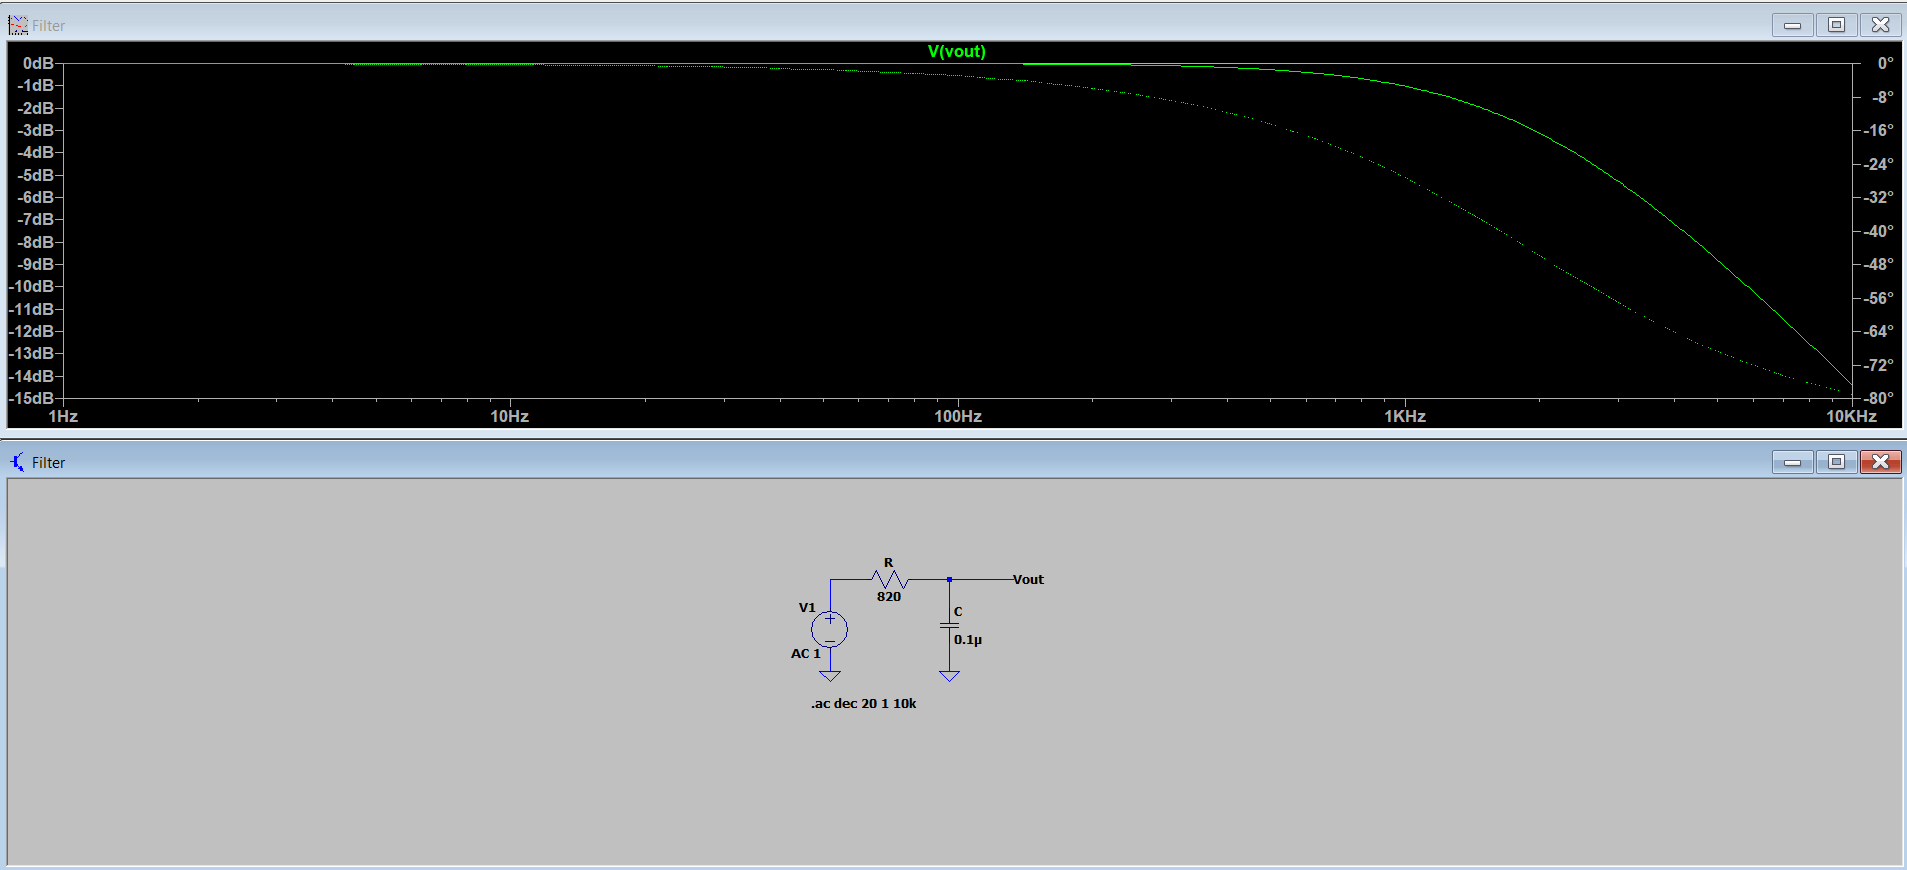 Filter
V(vout)
0dB
-1dB
-2dB
-3dB
-4dB
-5dB
-6dB
-7dB
-8dB
-9dB
-10dB
-11dB
-12dB
-13dB
-14dB
-15dB
0°
-8°
-16°
-24°
-32°
-40°
-48°
-56°
-64°
-72°
-80°
1Hz 10Hz 100Hz 1KHz 10KHz
Filter
R
820
Vout
V1
AC 1
C
0.1µ
.ac dec 20 1 10k